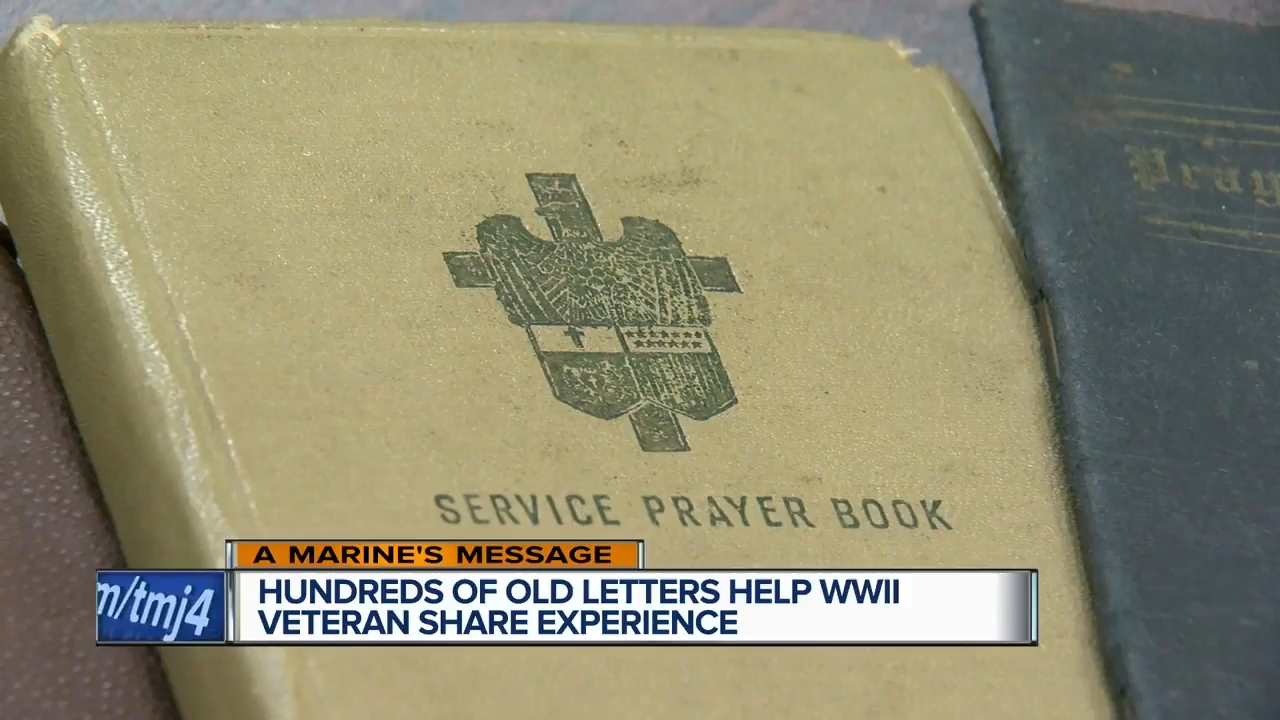 SERVICE PRAYER BOOK
A MARINE'S MESSAGE
HUNDREDS OF OLD LETTERS HELP WWII
VETERAN SHARE EXPERIENCE
m/tmj4